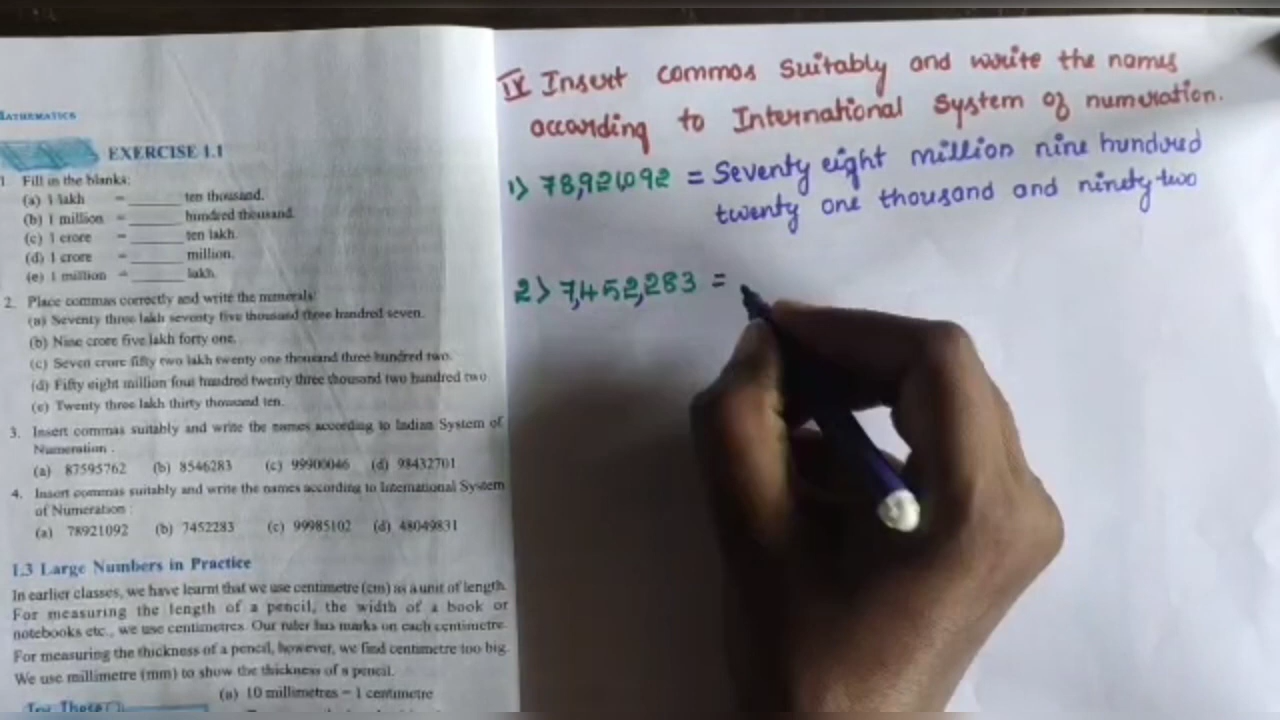 MATHEMATICS
EXERCISE 1.1
1 Fill in the blanks:
(a) 1 lakh = ______ ten thousand.
(b) 1 million = ______ hundred thousand.
(c) 1 crore = ______ ten lakh.
(d) 1 crore = ______ million.
(e) 1 million = ______ lakh.
2. Place commas correctly and write the numerals:
(a) Seventy three lakh seventy five thousand three hundred seven.
(b) Nine crore five lakh forty one.
(c) Seven crore fifty two lakh twenty one thousand three hundred two.
(d) Fifty eight million four hundred twenty three thousand two hundred two.
(e) Twenty three lakh thirty thousand ten.
3. Insert commas suitably and write the names according to Indian System of
Numeration :
(a) 87595762 (b) 8546283 (c) 99900046 (d) 98432701
4. Insert commas suitably and write the names according to International System
of Numeration :
(a) 78921092 (b) 7452283 (c) 99985102 (d) 48049831
1.3 Large Numbers in Practice
In earlier classes, we have learnt that we use centimetre (cm) as a unit of length.
For measuring the length of a pencil, the width of a book or
notebooks etc., we use centimetres. Our ruler has marks on each centimetre.
For measuring the thickness of a pencil, however, we find centimetre too big.
We use millimetre (mm) to show the thickness of a pencil.
(a) 10 millimetres = 1 centimetre
Try These
IV Insert commas Suitably and write the names
according to International System of numeration.
1) 78,921,092 = Seventy eight million nine hundred
twenty one thousand and ninety two
2) 7,452,283 =